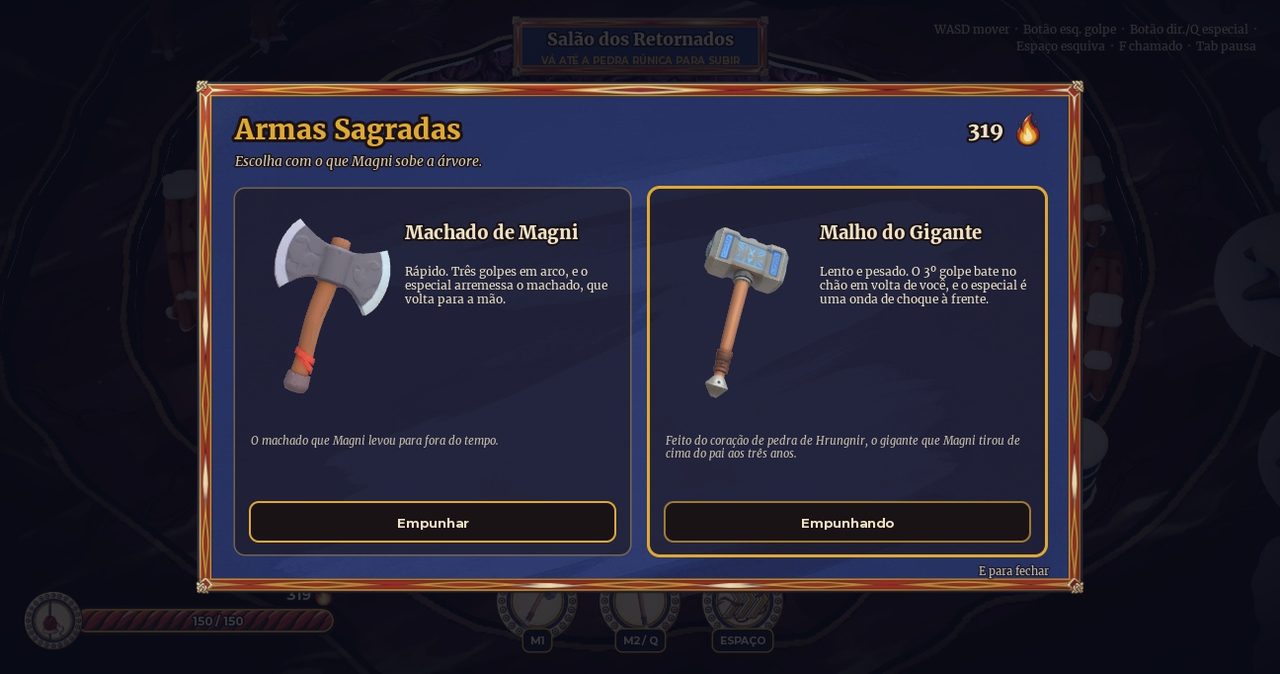 Salão dos Retornados
VÁ ATÉ A PEDRA RÚNICA PARA SUBIR
WASD mover · Botão esq. golpe · Botão dir./Q especial ·
Espaço esquiva · F chamado · Tab pausa
Armas Sagradas
319
Escolha com o que Magni sobe a árvore.
Machado de Magni
Rápido. Três golpes em arco, e o
especial arremessa o machado, que
volta para a mão.
O machado que Magni levou para fora do tempo.
Empunhar
Malho do Gigante
Lento e pesado. O 3º golpe bate no
chão em volta de você, e o especial é
uma onda de choque à frente.
Feito do coração de pedra de Hrungnir, o gigante que Magni tirou de
cima do pai aos três anos.
Empunhando
E para fechar
319
150 / 150
M1
M2 / Q
ESPAÇO